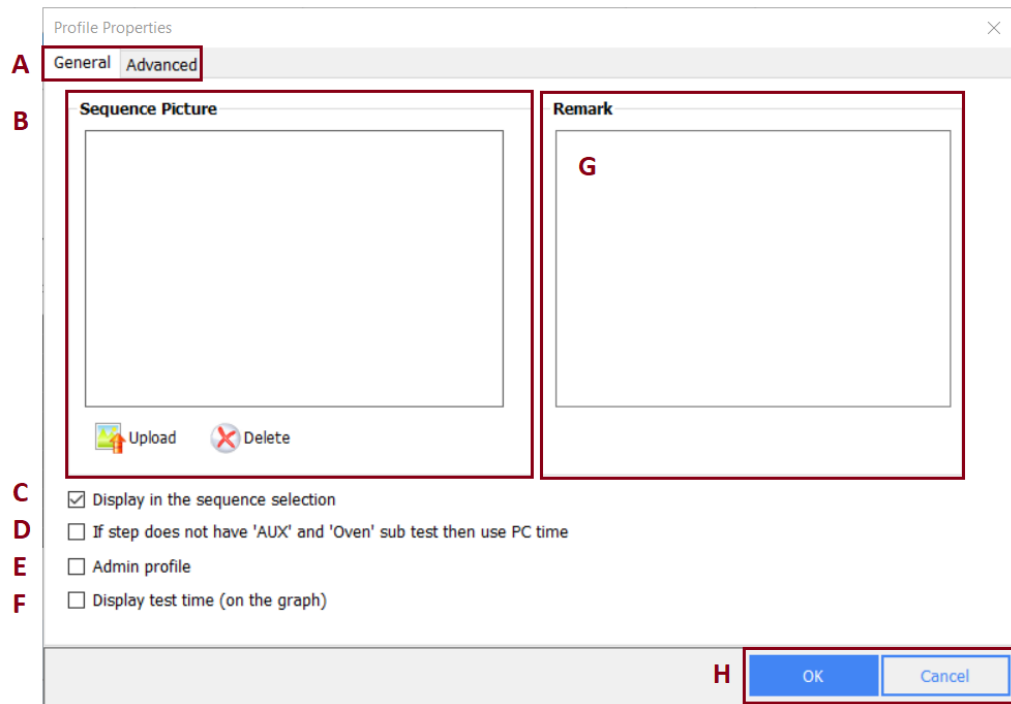 Profile Properties
A General Advanced
B Sequence Picture Remark
G
Upload Delete
C Display in the sequence selection
D If step does not have 'AUX' and 'Oven' sub test then use PC time
E Admin profile
F Display test time (on the graph)
H OK Cancel